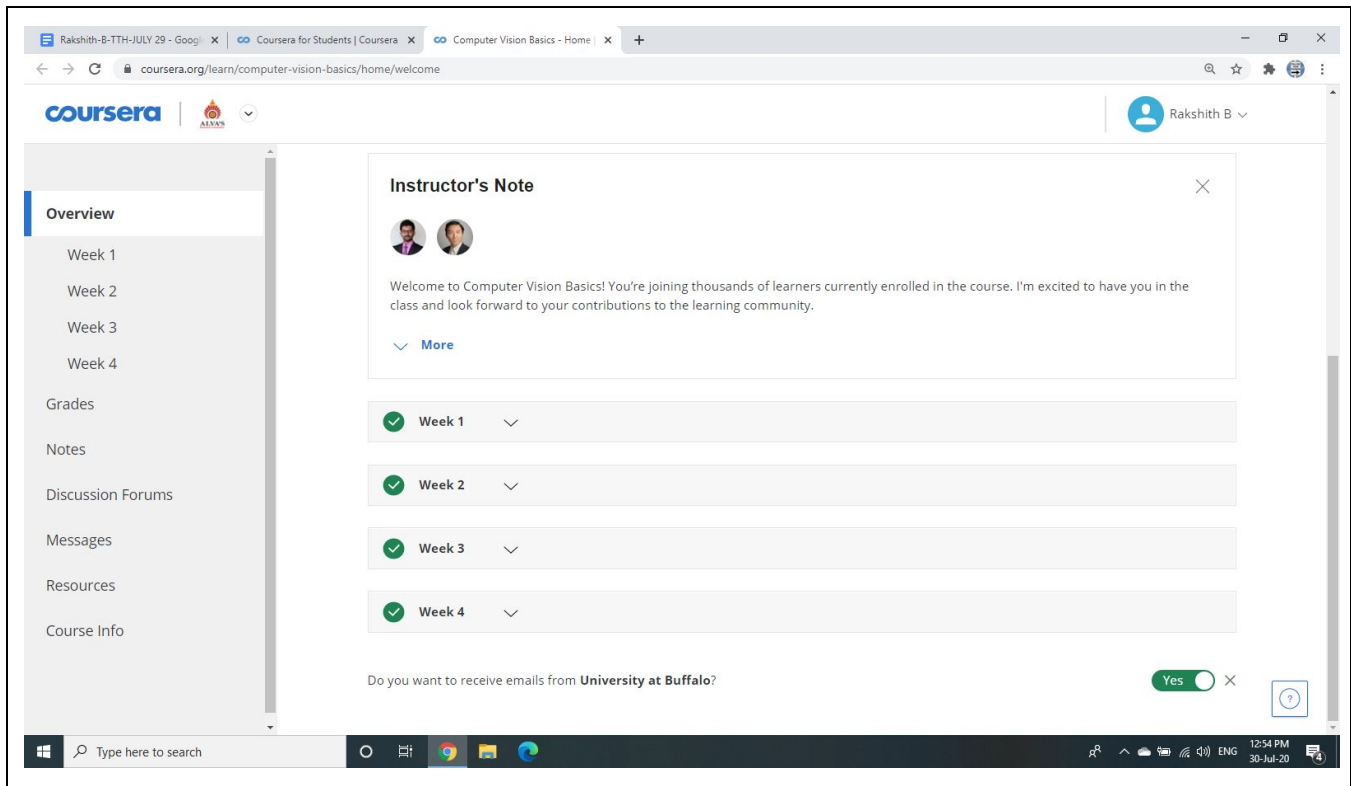 Rakshith-B-TTH-JULY 29 - Googl
Coursera for Students | Coursera
Computer Vision Basics - Home |
coursera.org/learn/computer-vision-basics/home/welcome
coursera
ALVA'S
Rakshith B
Overview
Week 1
Week 2
Week 3
Week 4
Grades
Notes
Discussion Forums
Messages
Resources
Course Info
Instructor's Note
Welcome to Computer Vision Basics! You're joining thousands of learners currently enrolled in the course. I'm excited to have you in the
class and look forward to your contributions to the learning community.
More
Week 1
Week 2
Week 3
Week 4
Do you want to receive emails from University at Buffalo?
Yes
Type here to search
ENG
12:54 PM
30-Jul-20
4